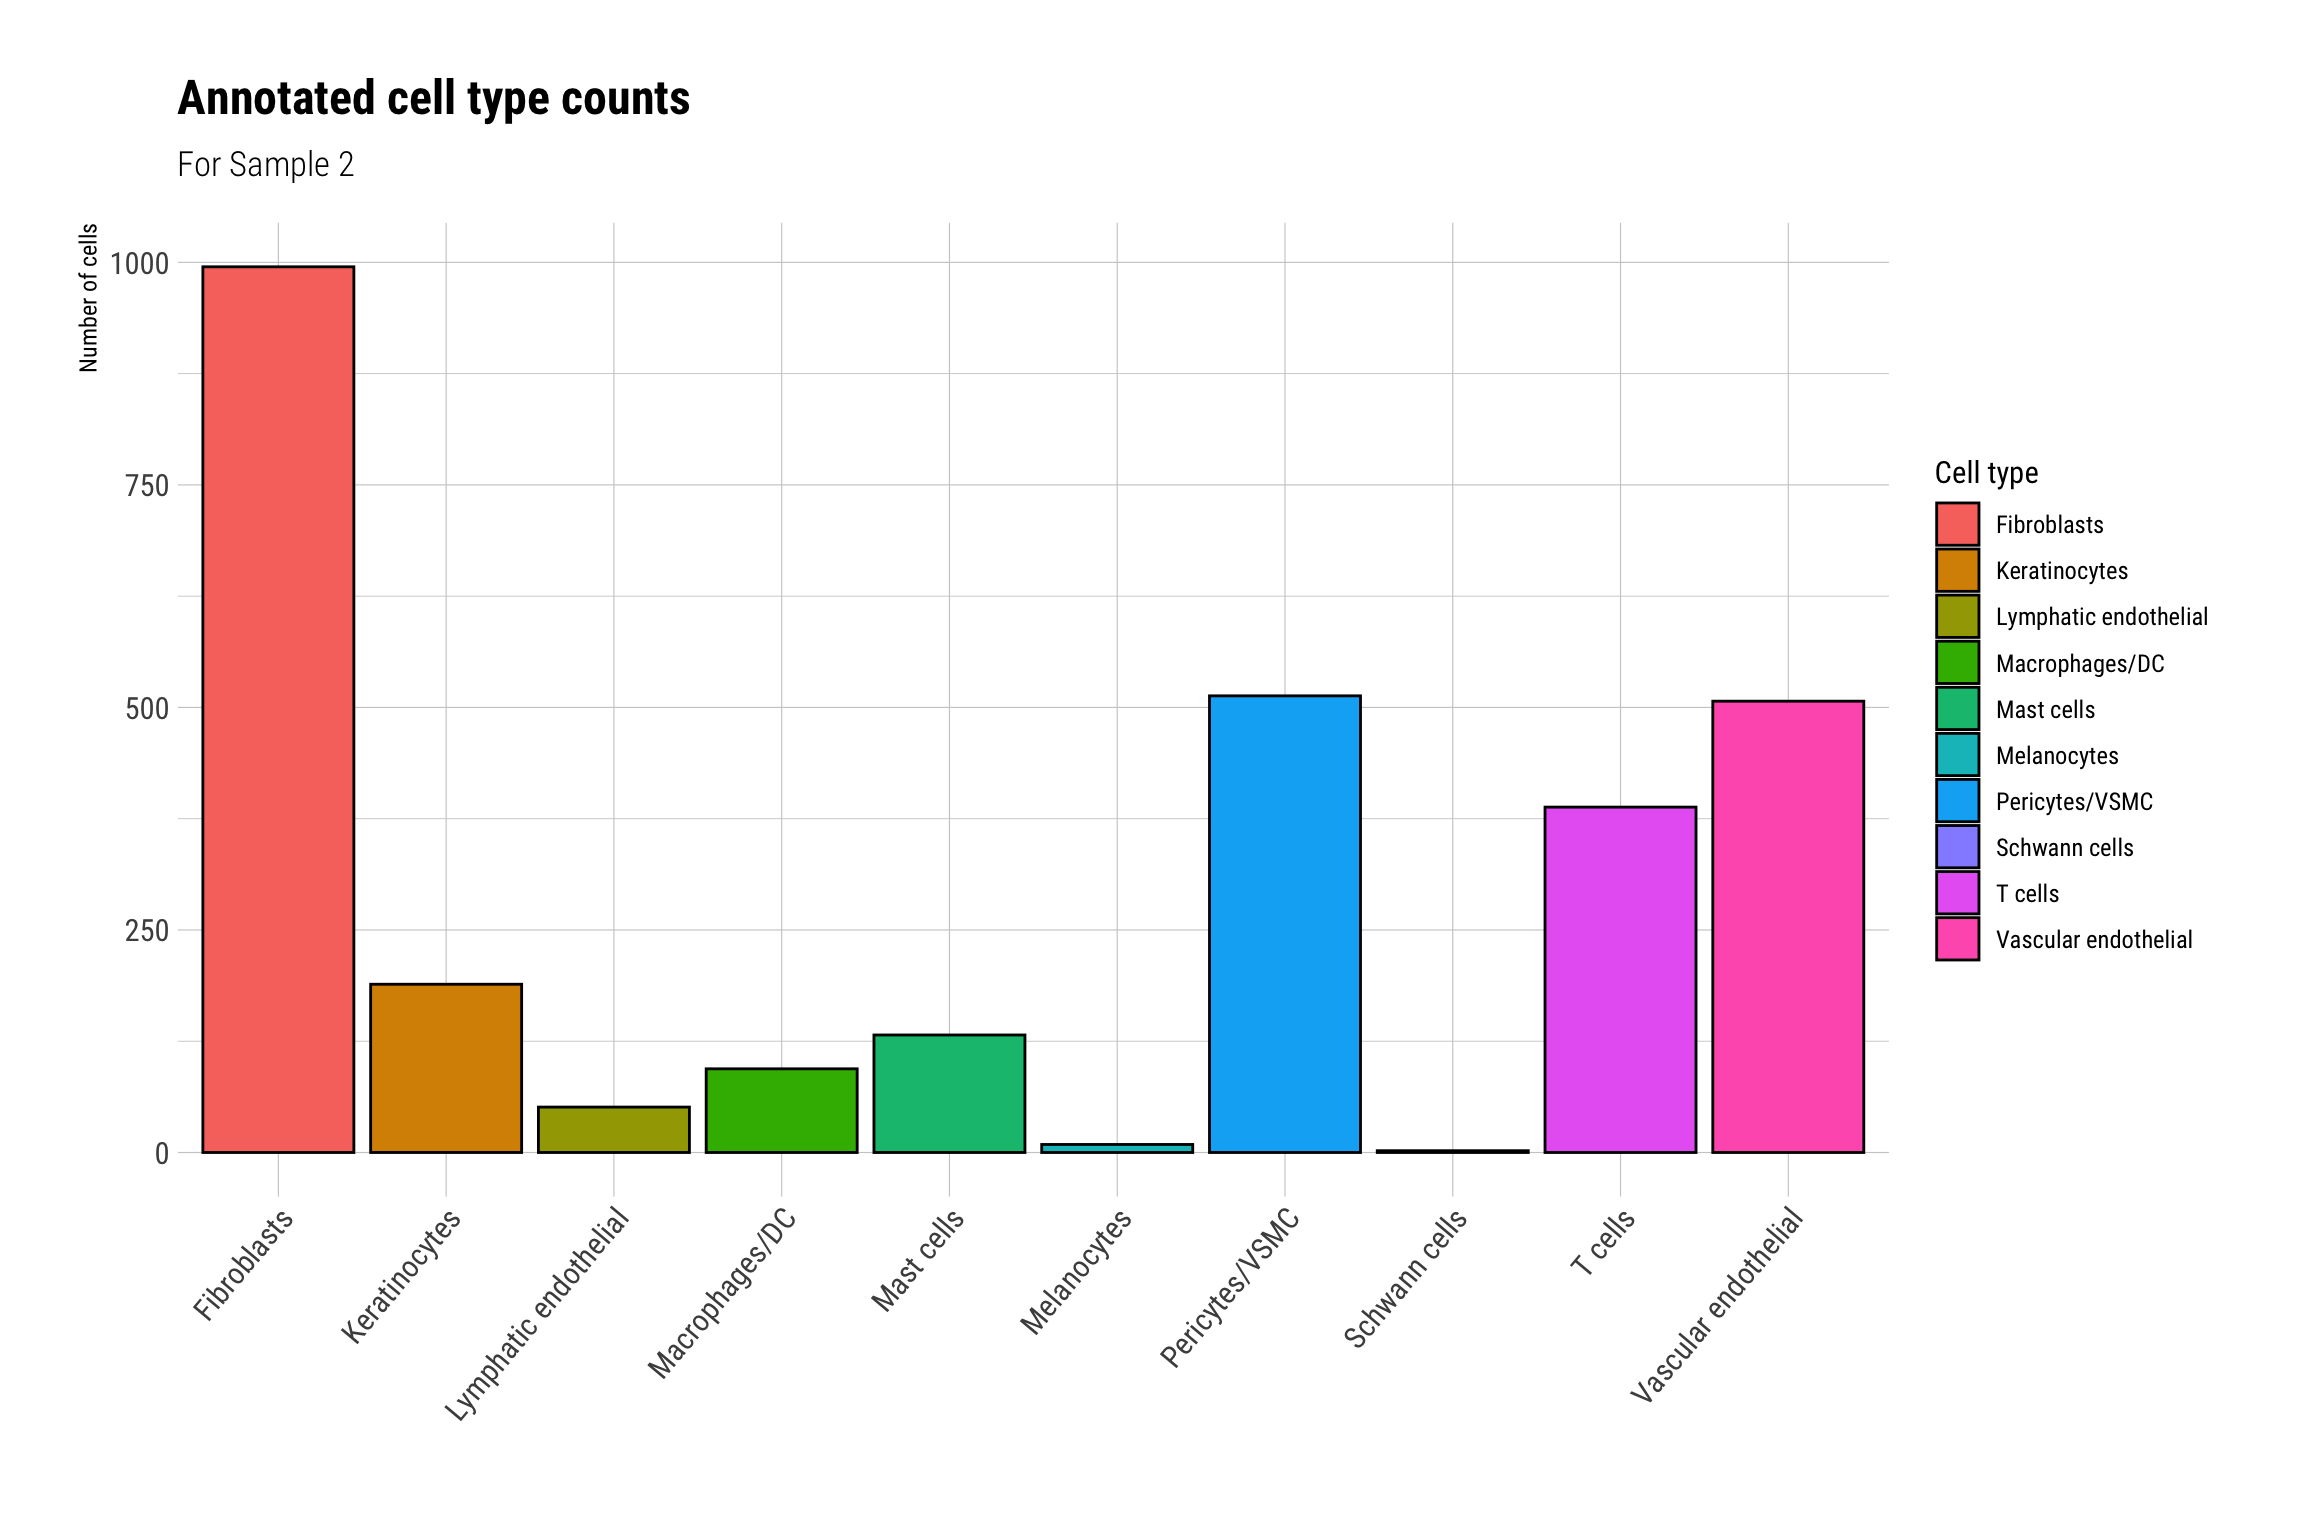 Annotated cell type counts
For Sample 2
Number of cells
1000
750
500
250
0
Fibroblasts
Keratinocytes
Lymphatic endothelial
Macrophages/DC
Mast cells
Melanocytes
Pericytes/VSMC
Schwann cells
T cells
Vascular endothelial
Cell type
Fibroblasts
Keratinocytes
Lymphatic endothelial
Macrophages/DC
Mast cells
Melanocytes
Pericytes/VSMC
Schwann cells
T cells
Vascular endothelial